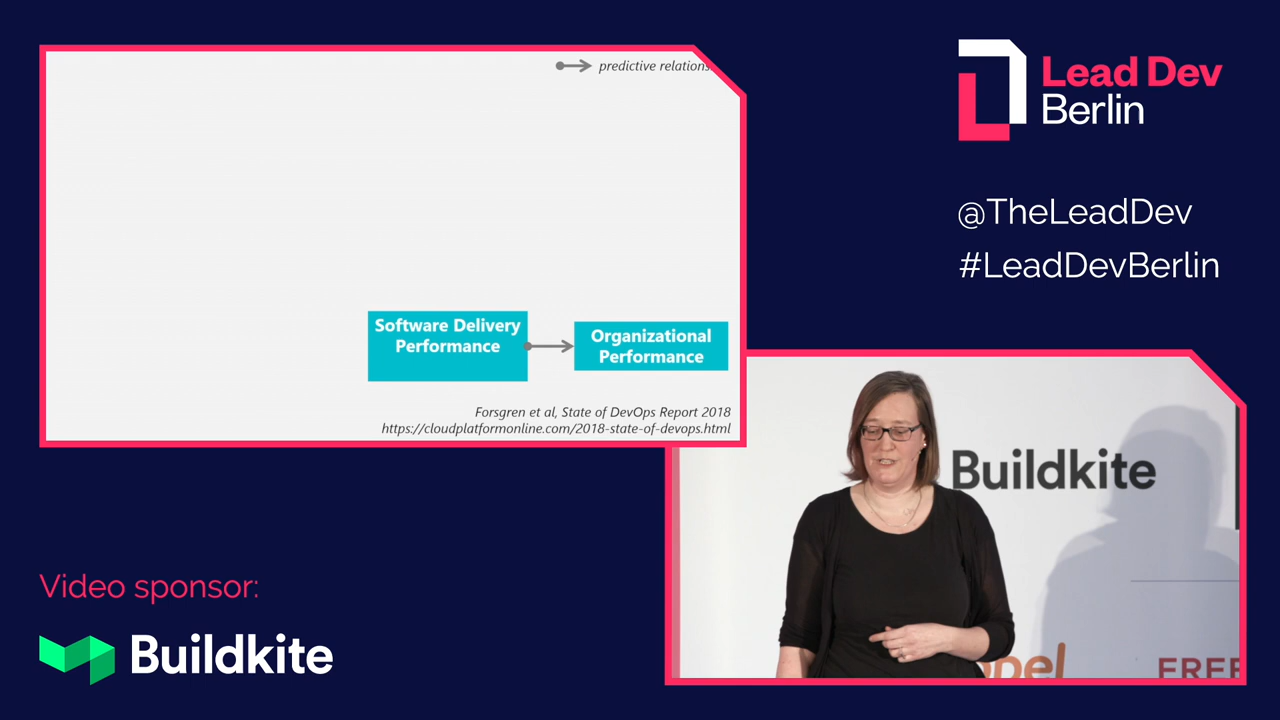 predictive relations
Software Delivery
Performance
Organizational
Performance
Forsgren et al, State of DevOps Report 2018
https://cloudplatformonline.com/2018-state-of-devops.html
Lead Dev
Berlin
@TheLeadDev
#LeadDevBerlin
Buildkite
Video sponsor:
Buildkite